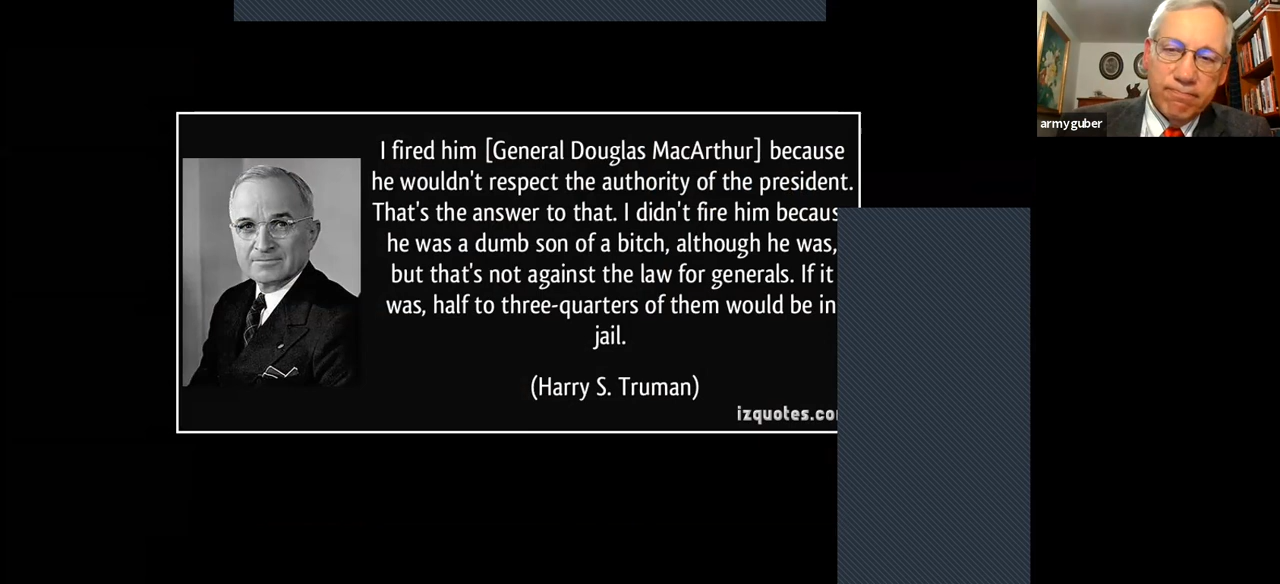 I fired him [General Douglas MacArthur] because
he wouldn't respect the authority of the president.
That's the answer to that. I didn't fire him becaus
he was a dumb son of a bitch, although he was,
but that's not against the law for generals. If it
was, half to three-quarters of them would be in
jail.
(Harry S. Truman)
izquotes.co
armyguber